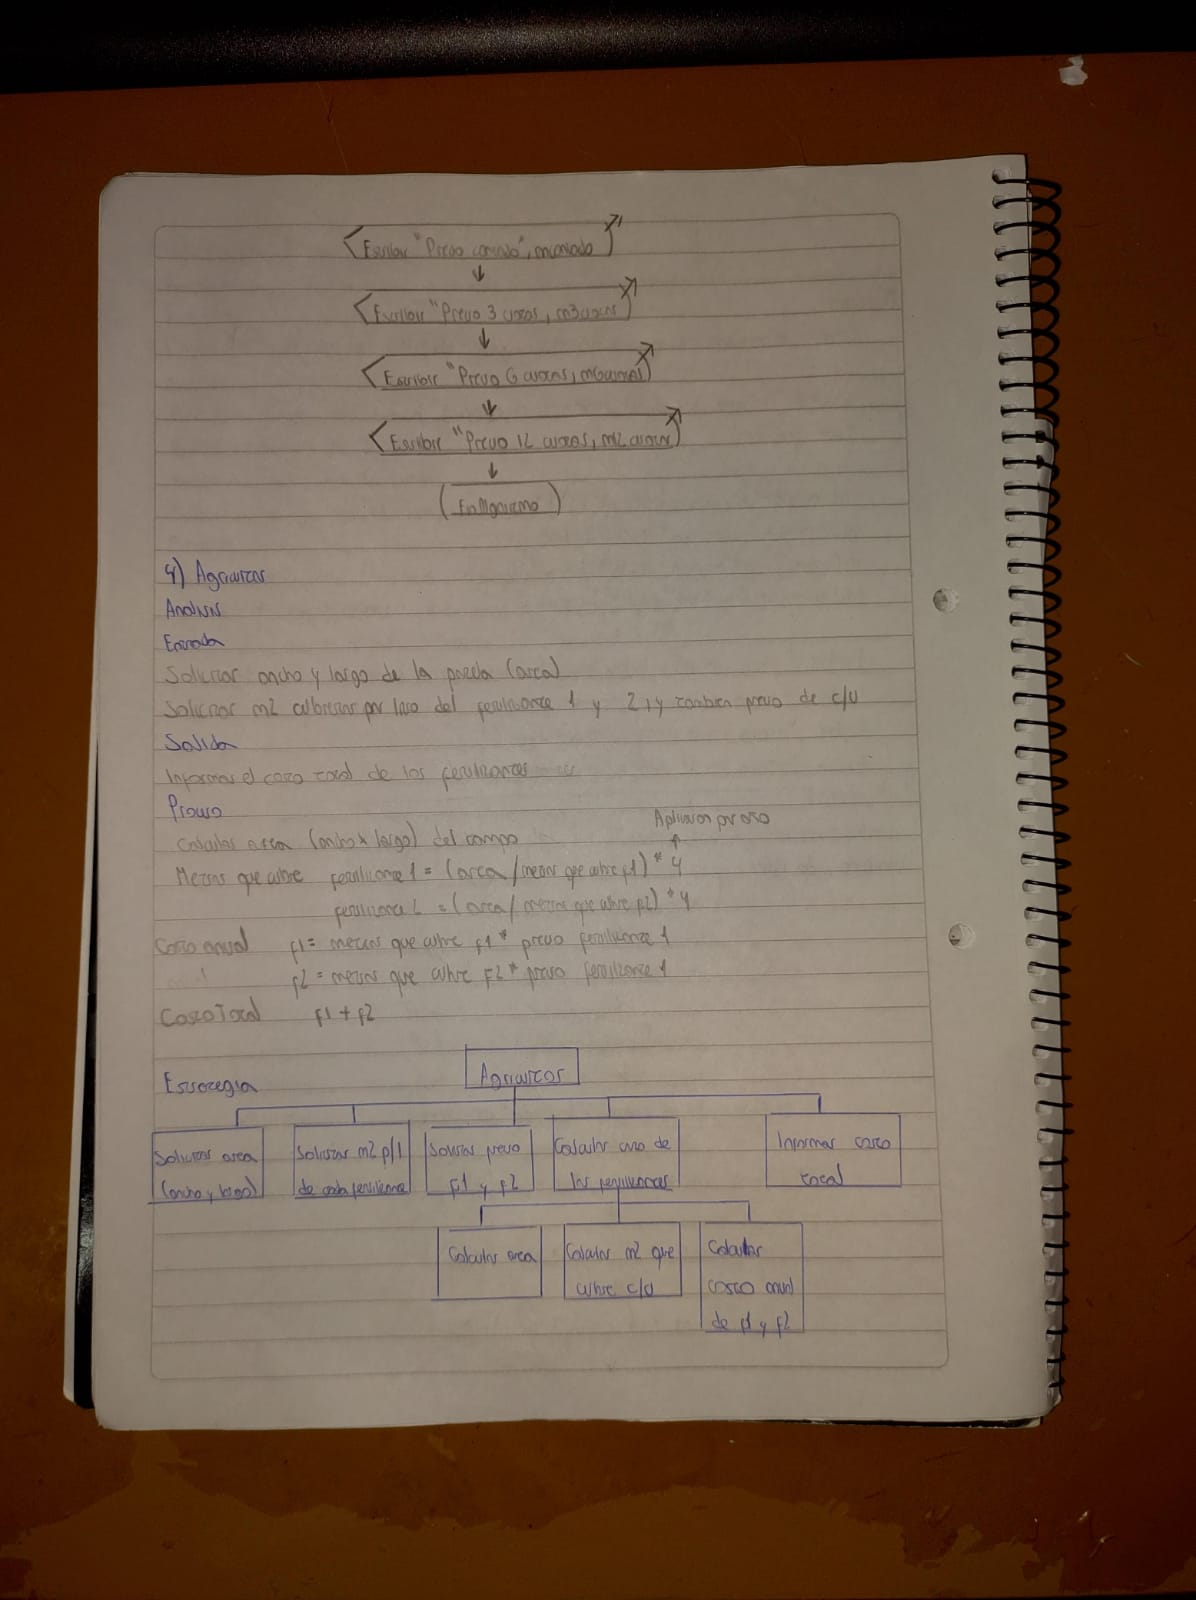 Escribir "Precio contado", mcontado
Escribir "Precio 3 cuotas, m3cuotas
Escribir "Precio 6 cuotas, m6cuotas
Escribir "Precio 12 cuotas, m12 cuotas
FinAlgoritmo
4) Agricultor
Analisis
Entrada
Solicitar ancho y largo de la parcela (area)
Solicitar m2 cubiertos por litro del fertilizante 1 y 2, y tambien precio de c/u
Salida
Informar el costo total de los fertilizantes
Proceso
Aplicacion por año
Calcular area (ancho * largo) del campo
Metros que cubre fertilizante 1 = (area / metros que cubre f1) * 4
fertilizante 2 = (area / metros que cubre f2) * 4
Costo anual f1 = metros que cubre f1 * precio fertilizante 1
f2 = metros que cubre F2 * precio fertilizante 1
Costo Total f1 + f2
Estrategia
Agricultor
Solicitar area
(ancho y largo)
Solicitar m2 p/l
de cada fertilizante
Solicitar precio
f1 y f2
Calcular costo de
los fertilizantes
Informar costo
total
Calcular area
Calcular m2 que
cubre c/u
Calcular
costo anual
de f1 y f2